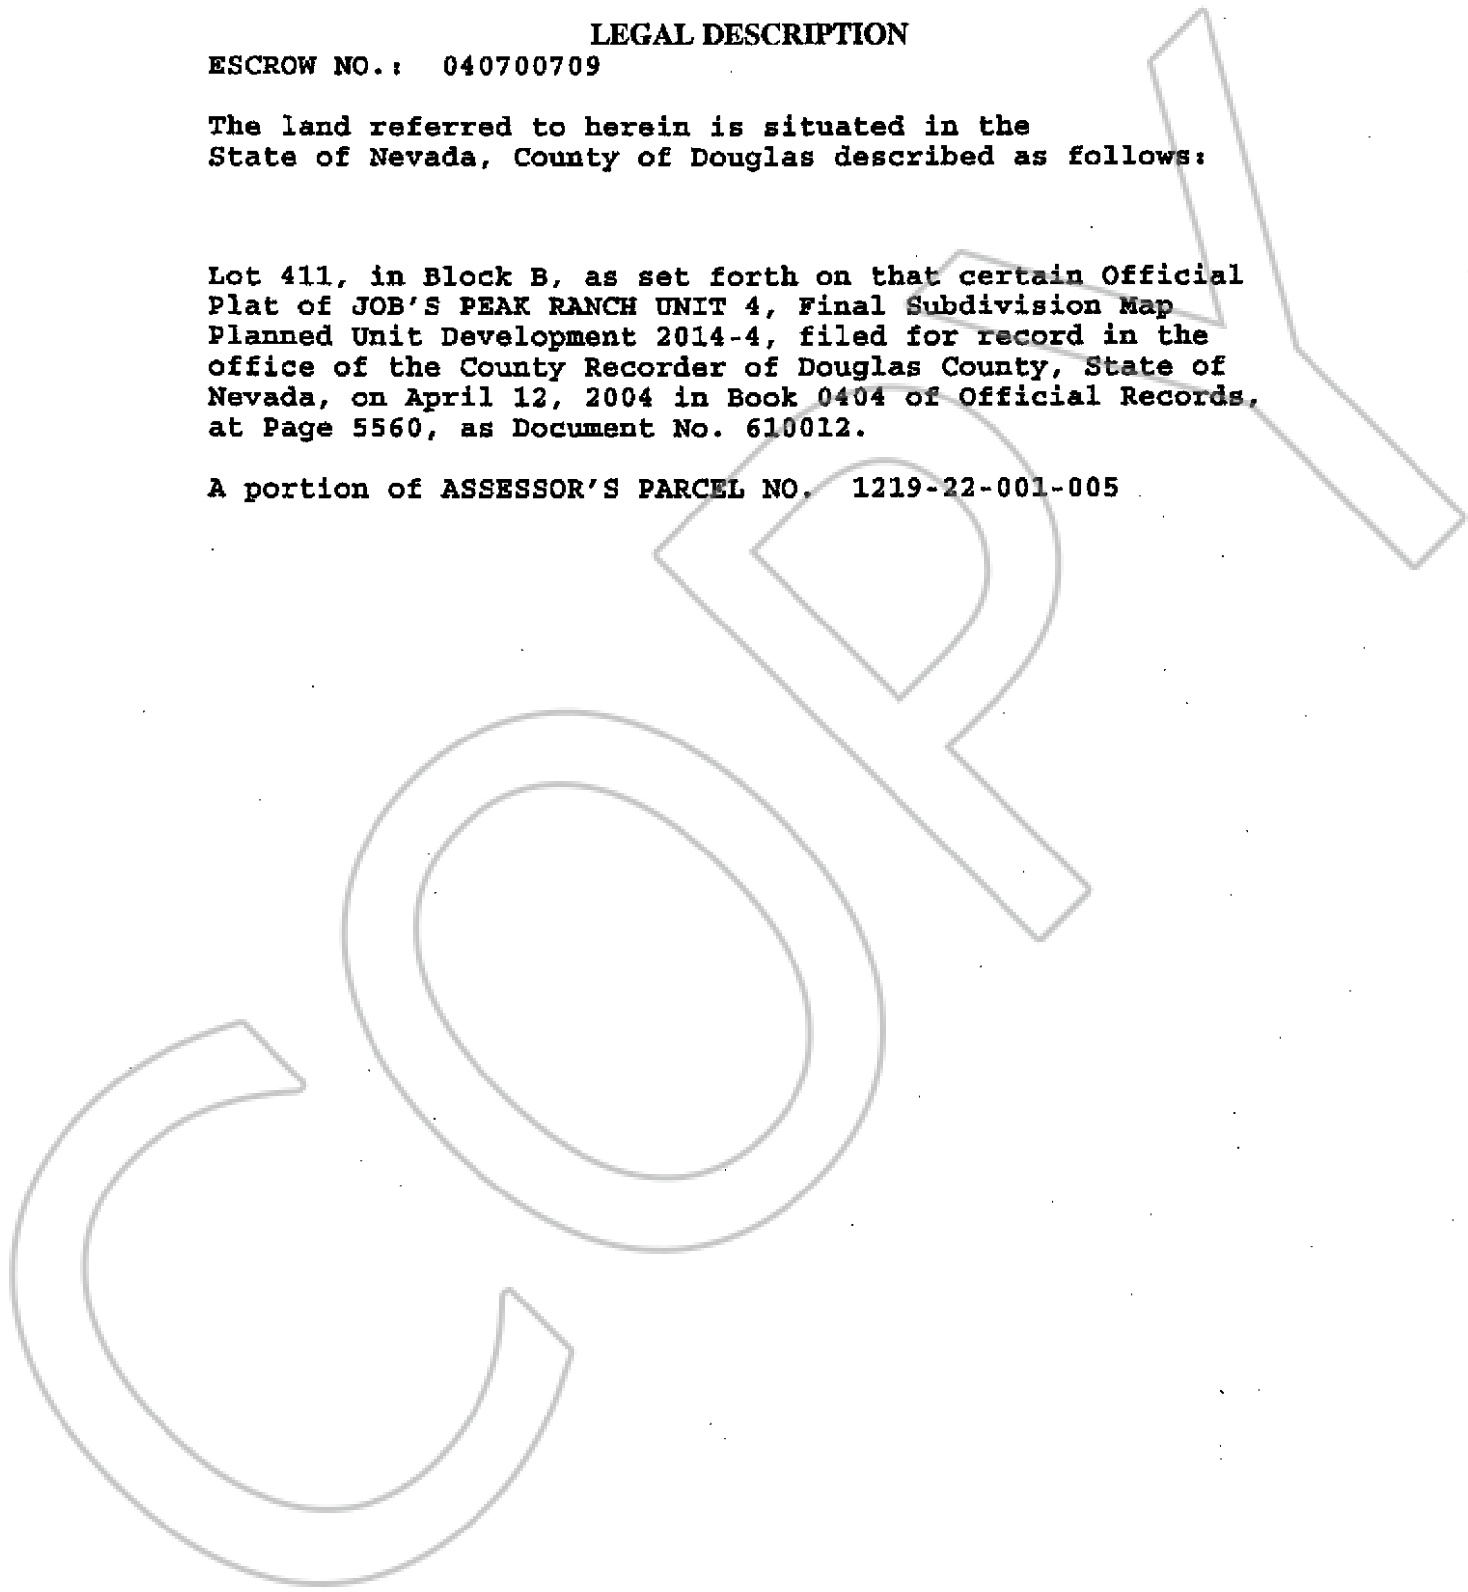 LEGAL DESCRIPTION
ESCROW NO.: 040700709
The land referred to herein is situated in the
State of Nevada, County of Douglas described as follows:
Lot 411, in Block B, as set forth on that certain Official
Plat of JOB'S PEAK RANCH UNIT 4, Final Subdivision Map
Planned Unit Development 2014-4, filed for record in the
office of the County Recorder of Douglas County, State of
Nevada, on April 12, 2004 in Book 0404 of Official Records,
at Page 5560, as Document No. 610012.
A portion of ASSESSOR'S PARCEL NO. 1219-22-001-005
COPY